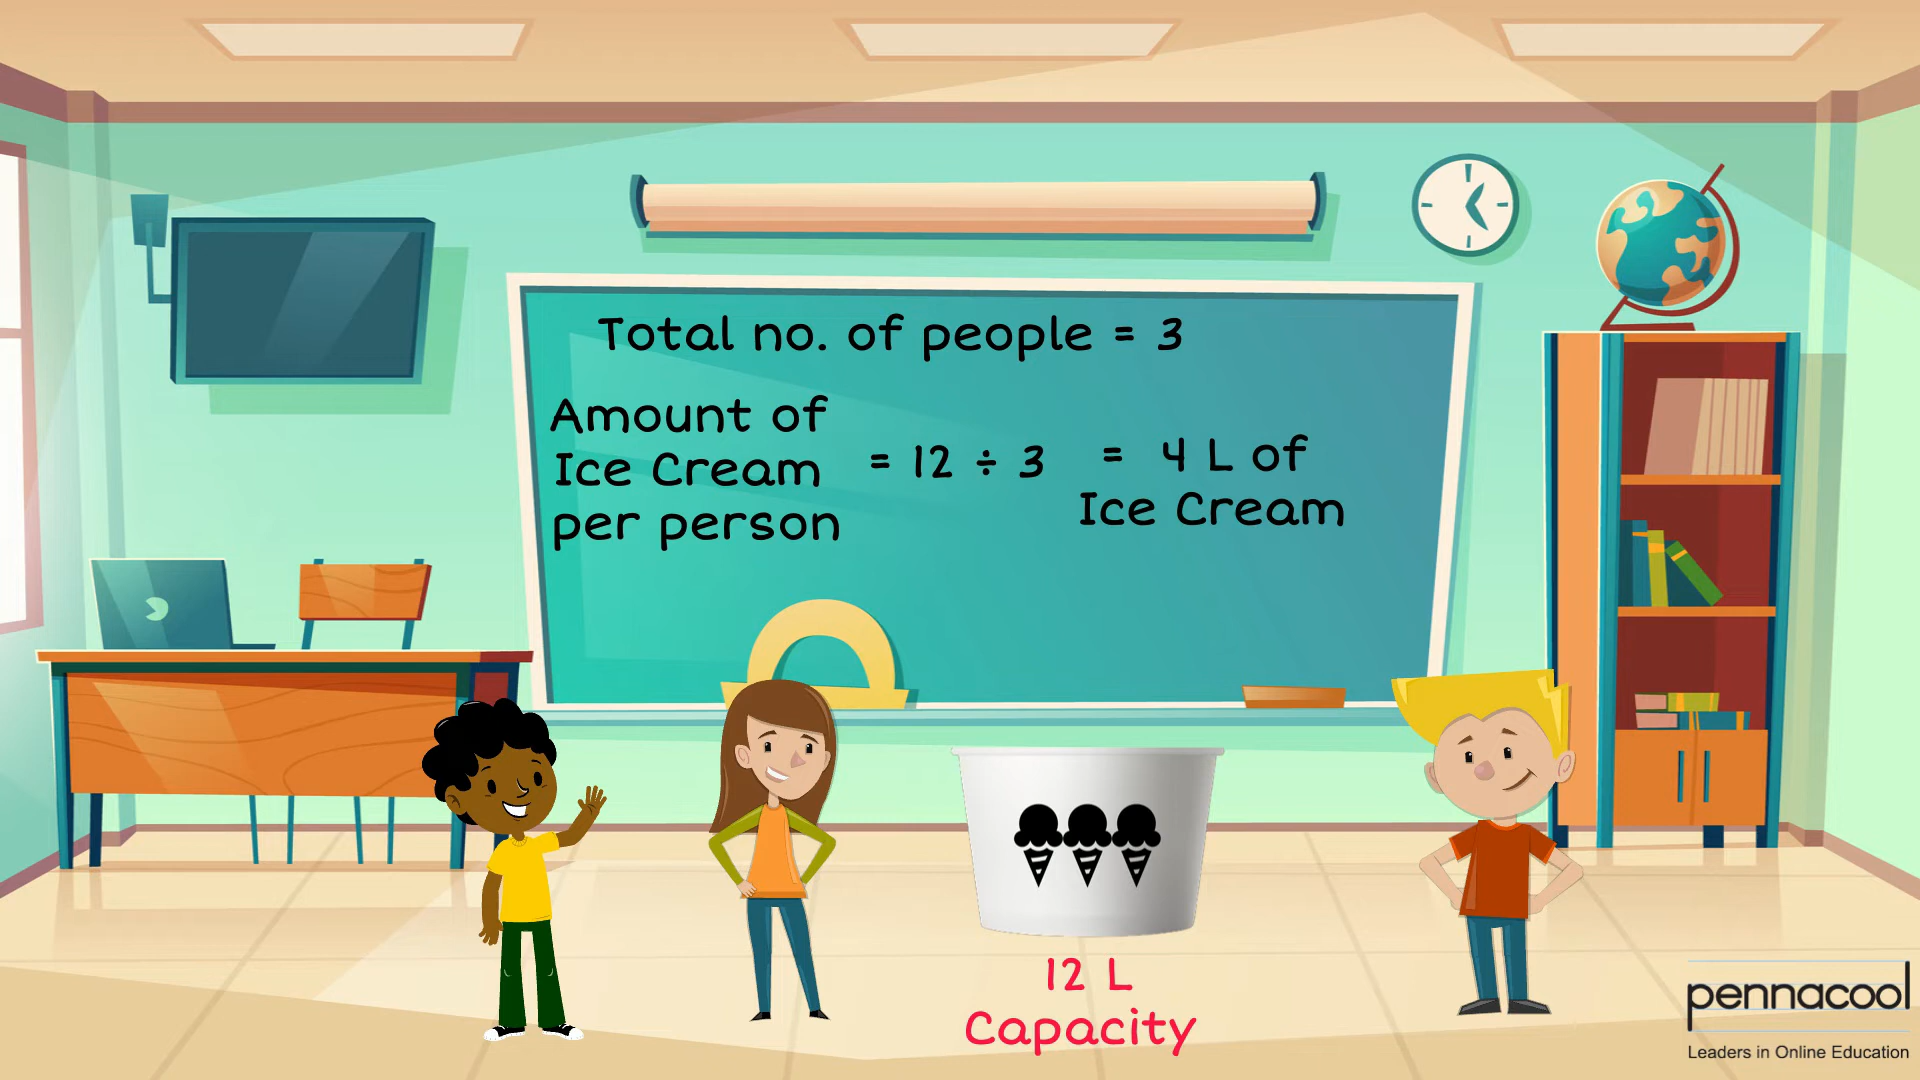 Total no. of people = 3
Amount of
Ice Cream
per person
= 12 ÷ 3
= 4 L of
Ice Cream
12 L
Capacity
pennacool
Leaders in Online Education